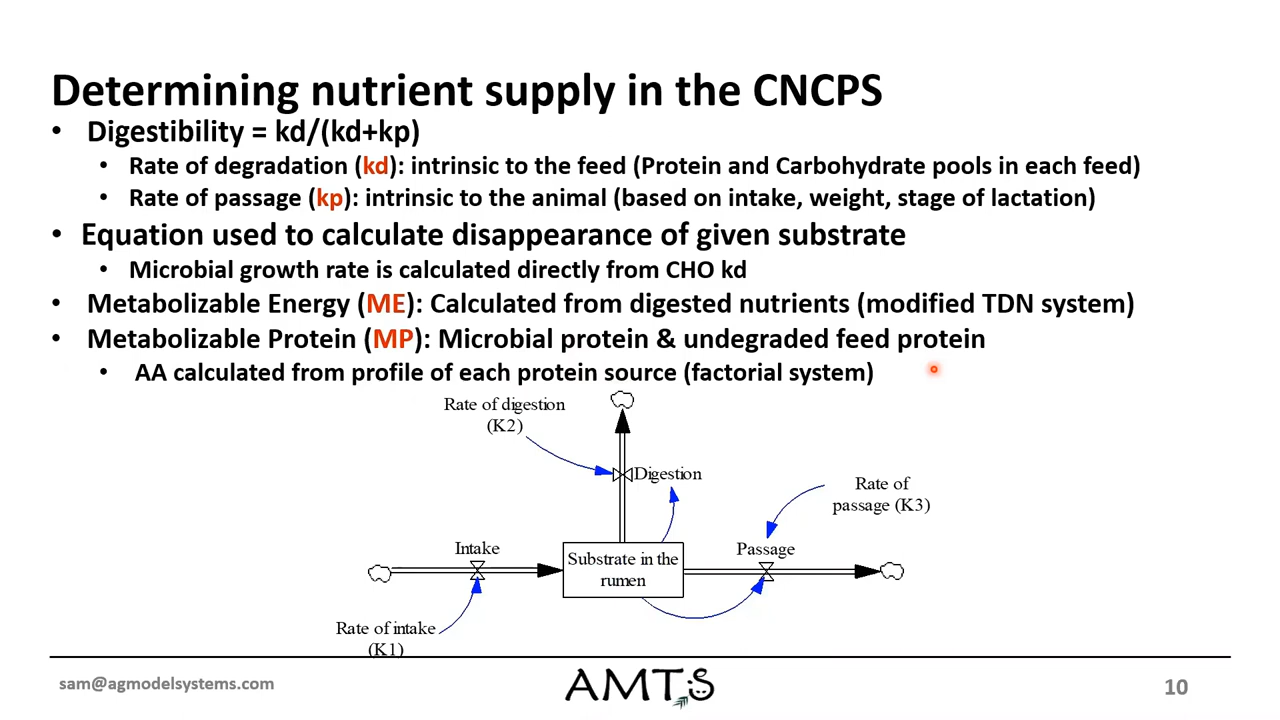 Determining nutrient supply in the CNCPS
• Digestibility = kd/(kd+kp)
• Rate of degradation (kd): intrinsic to the feed (Protein and Carbohydrate pools in each feed)
• Rate of passage (kp): intrinsic to the animal (based on intake, weight, stage of lactation)
• Equation used to calculate disappearance of given substrate
• Microbial growth rate is calculated directly from CHO kd
• Metabolizable Energy (ME): Calculated from digested nutrients (modified TDN system)
• Metabolizable Protein (MP): Microbial protein & undegraded feed protein
• AA calculated from profile of each protein source (factorial system)
Rate of digestion
(K2)
Digestion
Rate of
passage (K3)
Intake
Substrate in the
rumen
Passage
Rate of intake
(K1)
sam@agmodelsystems.com
AMTS
10